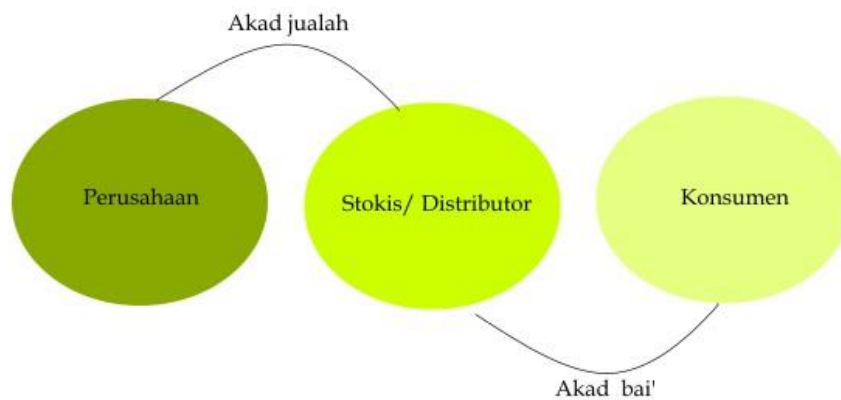 Akad jualah
Perusahaan
Stokis/ Distributor
Konsumen
Akad bai'